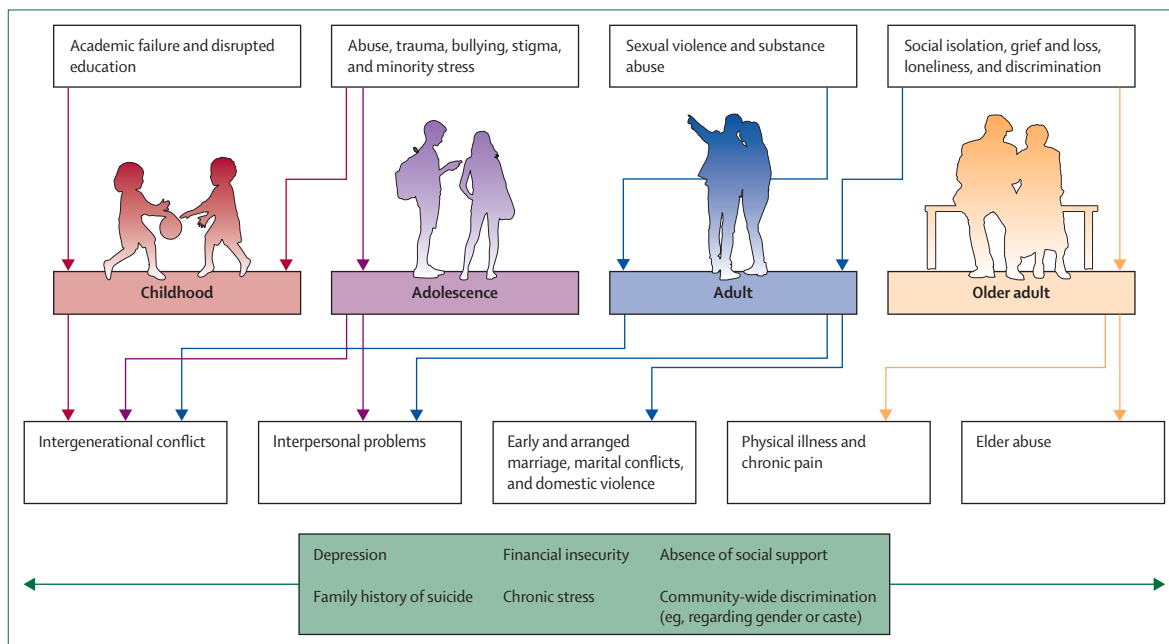 Academic failure and disrupted
education
Abuse, trauma, bullying, stigma,
and minority stress
Sexual violence and substance
abuse
Social isolation, grief and loss,
loneliness, and discrimination
Childhood
Adolescence
Adult
Older adult
Intergenerational conflict
Interpersonal problems
Early and arranged
marriage, marital conflicts,
and domestic violence
Physical illness and
chronic pain
Elder abuse
Depression
Financial insecurity
Absence of social support
Family history of suicide
Chronic stress
Community-wide discrimination
(eg, regarding gender or caste)